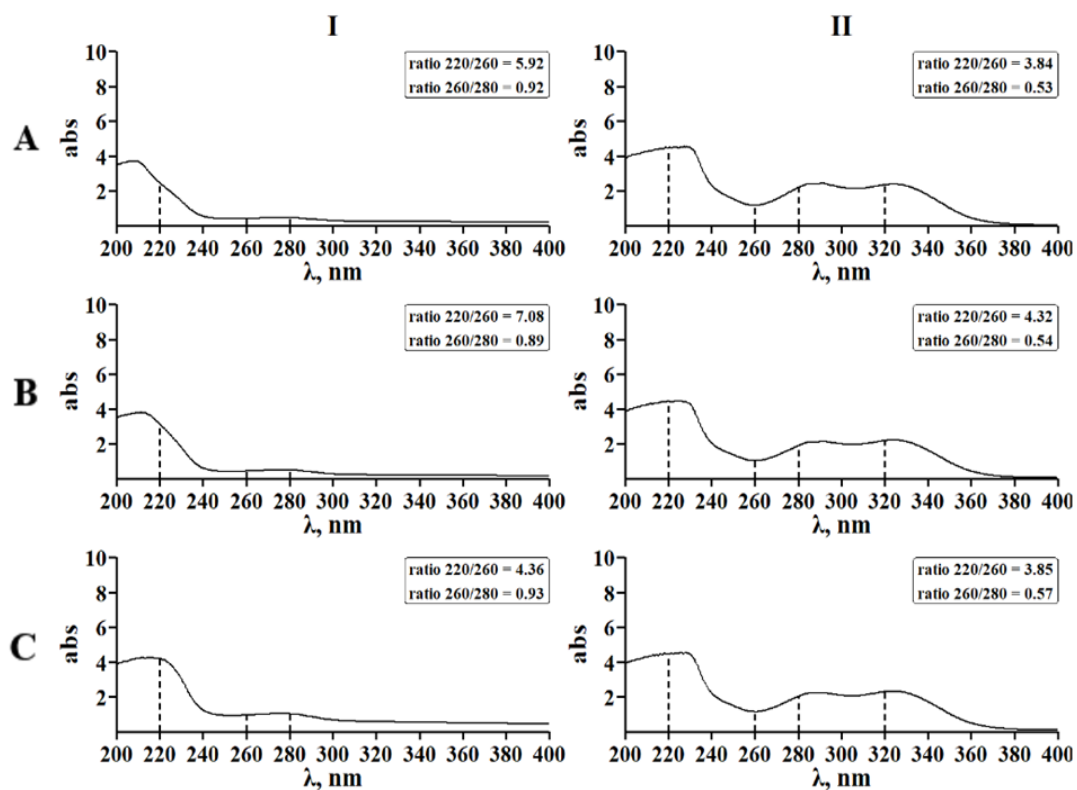 I
II
A
abs
10
8
6
4
2
ratio 220/260 = 5.92
ratio 260/280 = 0.92
200 220 240 260 280 300 320 340 360 380 400
λ, nm
abs
10
8
6
4
2
ratio 220/260 = 3.84
ratio 260/280 = 0.53
200 220 240 260 280 300 320 340 360 380 400
λ, nm
B
abs
10
8
6
4
2
ratio 220/260 = 7.08
ratio 260/280 = 0.89
200 220 240 260 280 300 320 340 360 380 400
λ, nm
abs
10
8
6
4
2
ratio 220/260 = 4.32
ratio 260/280 = 0.54
200 220 240 260 280 300 320 340 360 380 400
λ, nm
C
abs
10
8
6
4
2
ratio 220/260 = 4.36
ratio 260/280 = 0.93
200 220 240 260 280 300 320 340 360 380 400
λ, nm
abs
10
8
6
4
2
ratio 220/260 = 3.85
ratio 260/280 = 0.57
200 220 240 260 280 300 320 340 360 380 400
λ, nm